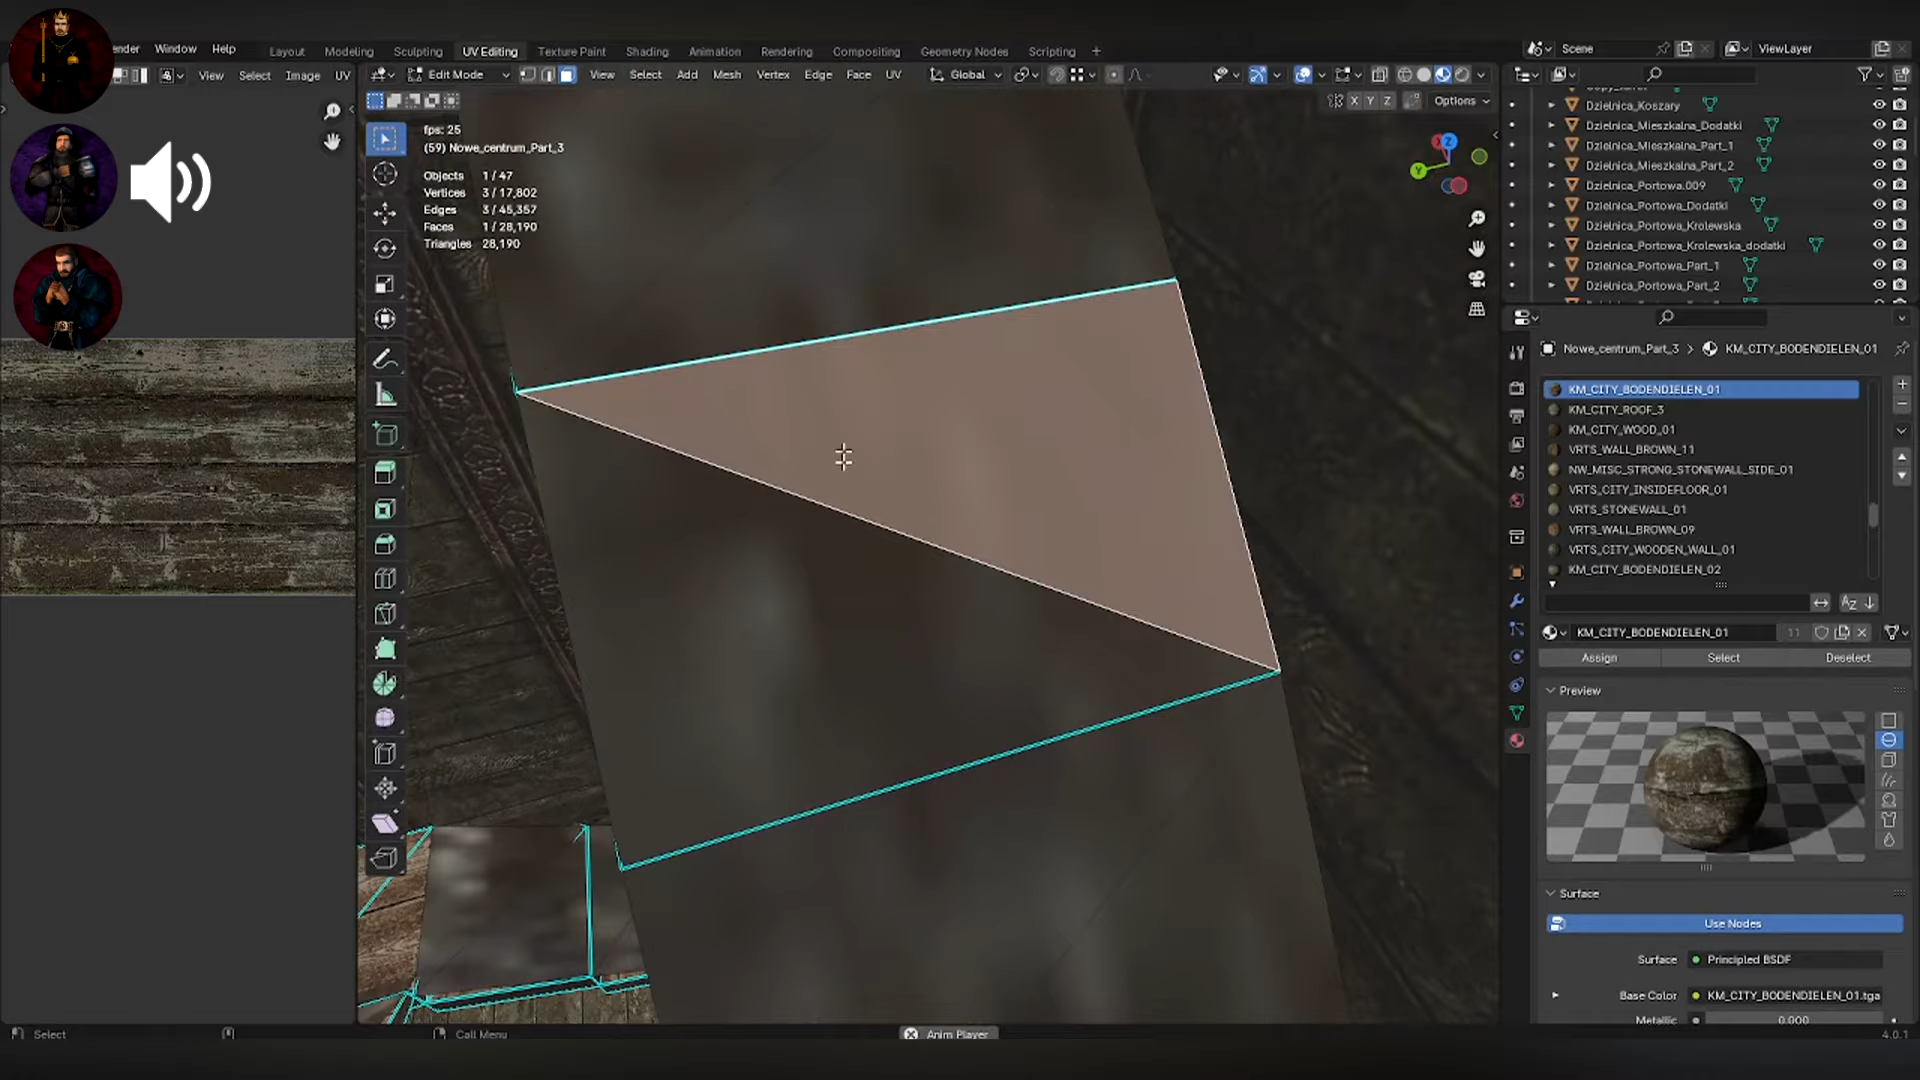 ender Window Help Layout Modeling Sculpting UV Editing Texture Paint Shading Animation Rendering Compositing Geometry Nodes Scripting + Scene ViewLayer
View Select Image UV Edit Mode View Select Add Mesh Vertex Edge Face UV Global
X Y Z Options
fps: 25
(59) Nowe_centrum_Part_3
Objects 1 / 47
Vertices 3 / 17,802
Edges 3 / 45,357
Faces 1 / 28,190
Triangles 28,190
Dzielnica_Koszary
Dzielnica_Mieszkalna_Dodatki
Dzielnica_Mieszkalna_Part_1
Dzielnica_Mieszkalna_Part_2
Dzielnica_Portowa.009
Dzielnica_Portowa_Dodatki
Dzielnica_Portowa_Krolewska
Dzielnica_Portowa_Krolewska_dodatki
Dzielnica_Portowa_Part_1
Dzielnica_Portowa_Part_2
Nowe_centrum_Part_3 > KM_CITY_BODENDIELEN_01
KM_CITY_BODENDIELEN_01
KM_CITY_ROOF_3
KM_CITY_WOOD_01
VRTS_WALL_BROWN_11
NW_MISC_STRONG_STONEWALL_SIDE_01
VRTS_CITY_INSIDEFLOOR_01
VRTS_STONEWALL_01
VRTS_WALL_BROWN_09
VRTS_CITY_WOODEN_WALL_01
KM_CITY_BODENDIELEN_02
KM_CITY_BODENDIELEN_01 11
Assign Select Deselect
Preview
Surface
Use Nodes
Surface Principled BSDF
Base Color KM_CITY_BODENDIELEN_01.tga
Metallic 0.000
Select Call Menu Anim Player 4.0.1